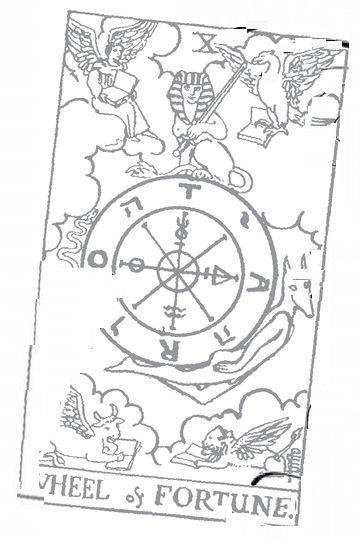 X
T
ה י
O A
ו ה
R
WHEEL of FORTUNE.